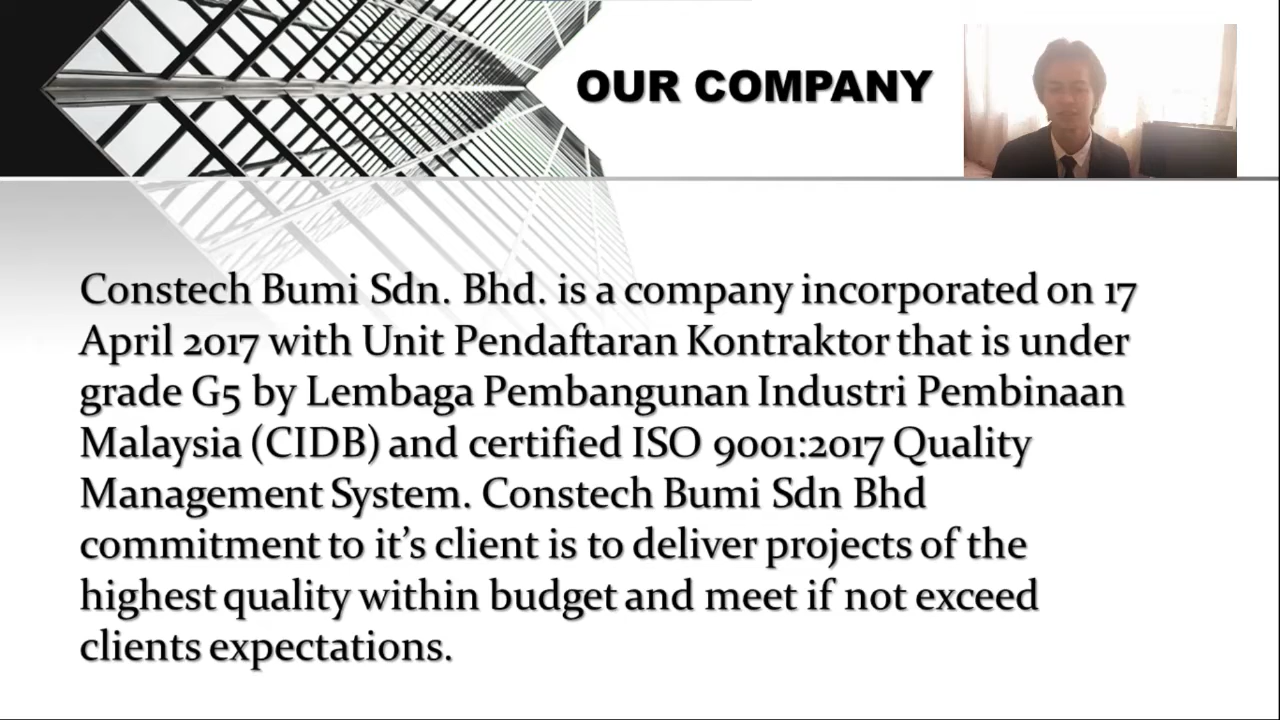 OUR COMPANY
Constech Bumi Sdn. Bhd. is a company incorporated on 17
April 2017 with Unit Pendaftaran Kontraktor that is under
grade G5 by Lembaga Pembangunan Industri Pembinaan
Malaysia (CIDB) and certified ISO 9001:2017 Quality
Management System. Constech Bumi Sdn Bhd
commitment to it’s client is to deliver projects of the
highest quality within budget and meet if not exceed
clients expectations.